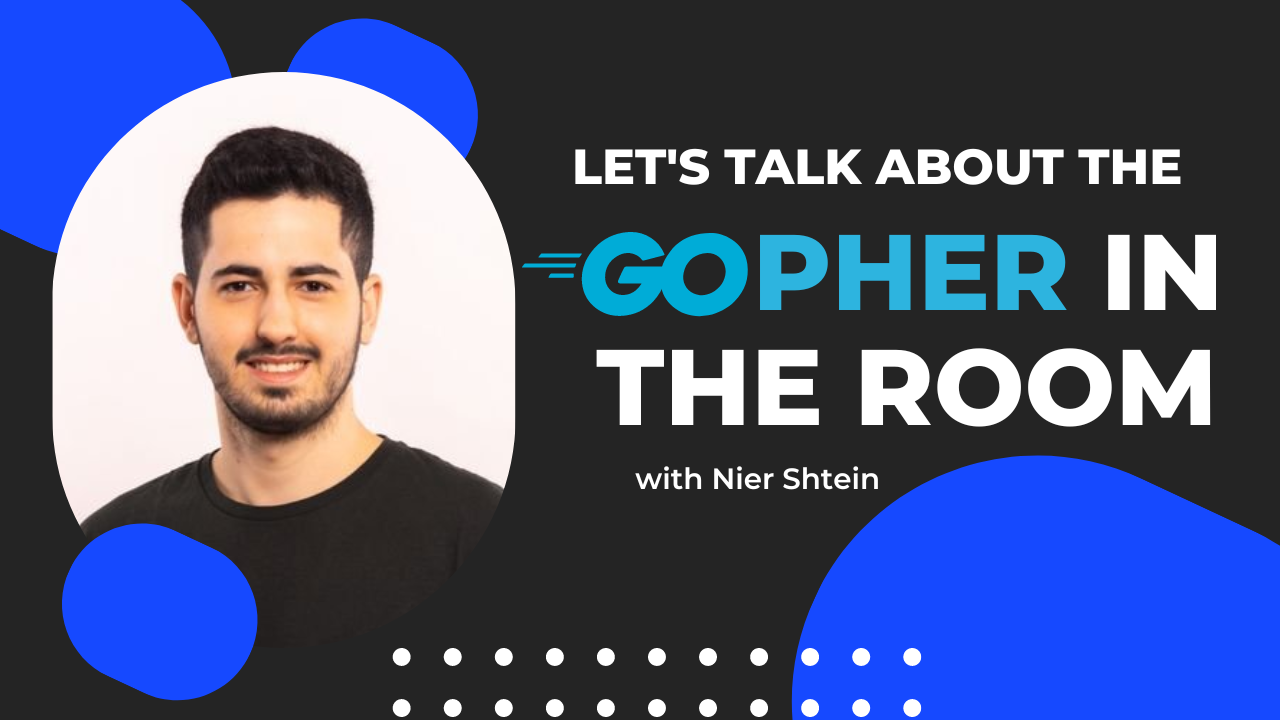 LET'S TALK ABOUT THE
GOPHER IN
THE ROOM
with Nier Shtein